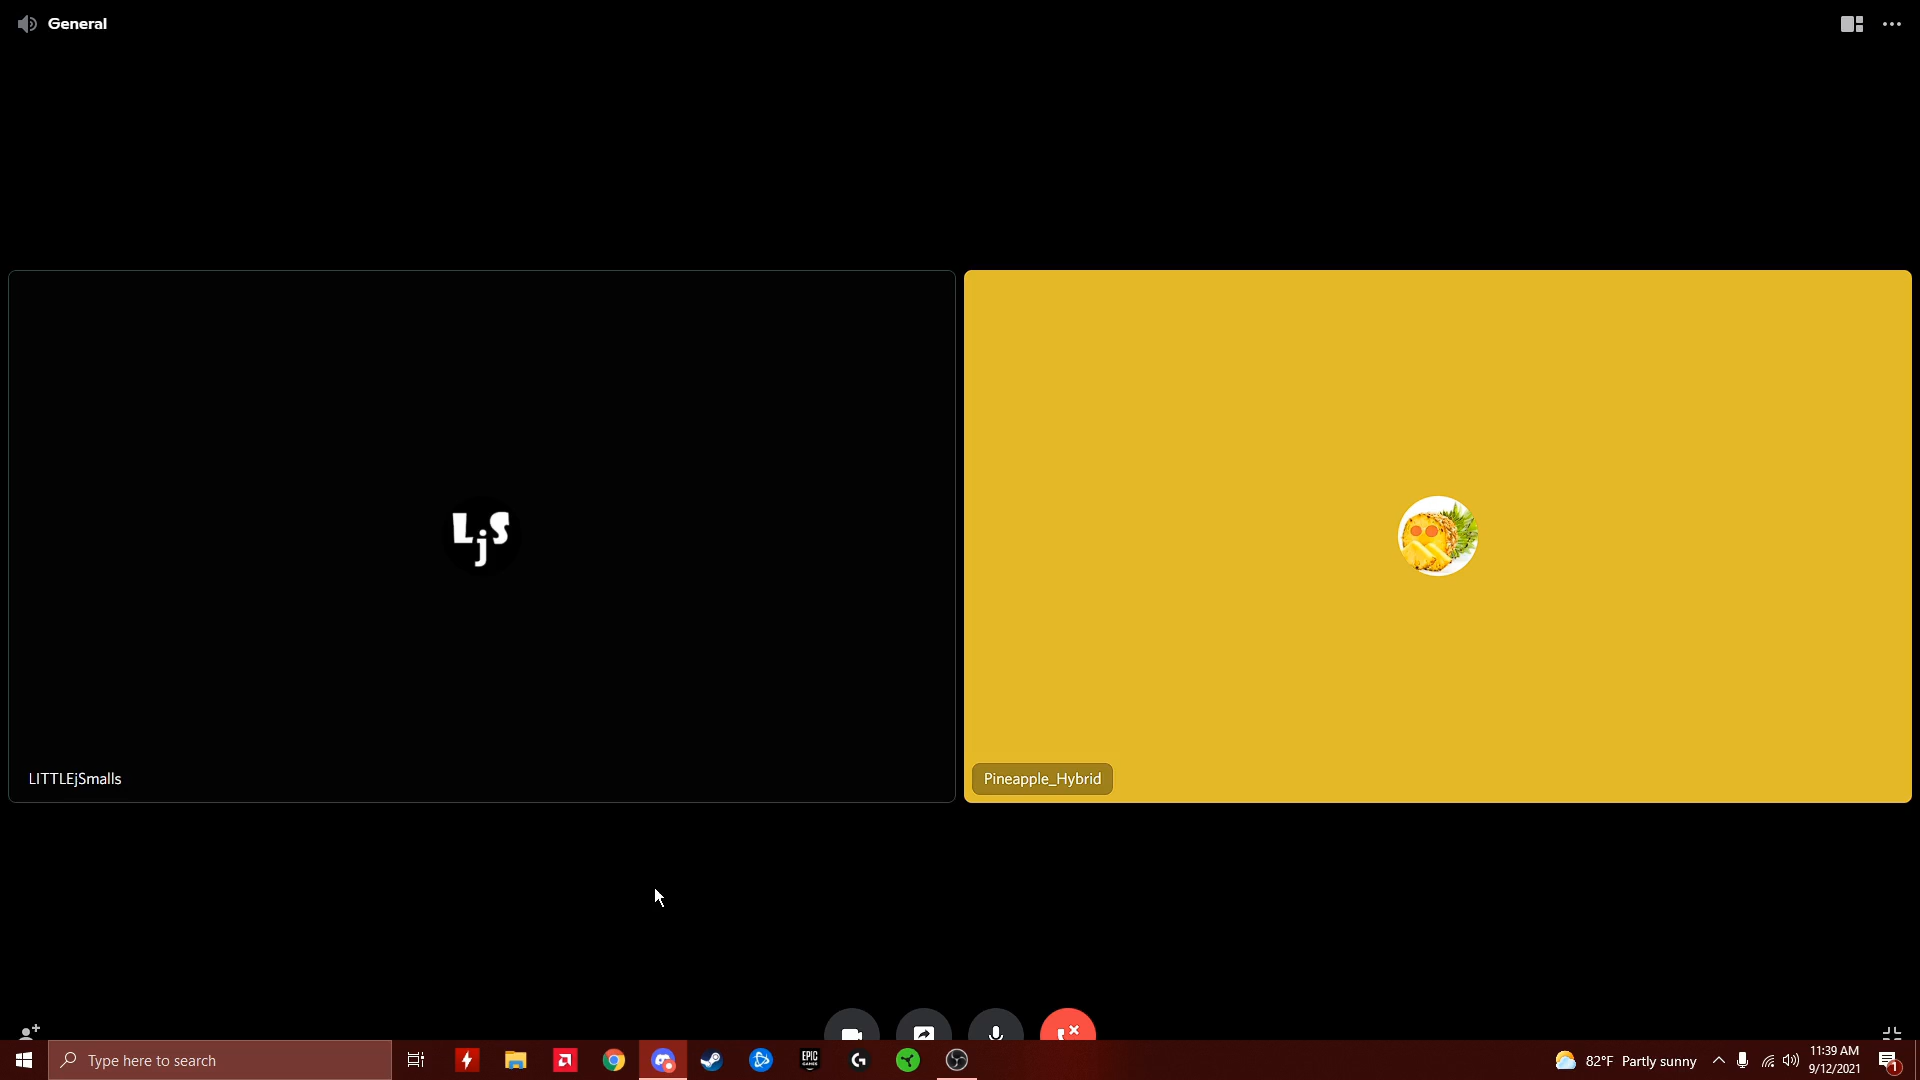 General
LjS
LITTLEjSmalls
Pineapple_Hybrid
Type here to search
EPIC
GAMES
82°F Partly sunny
11:39 AM
9/12/2021
1